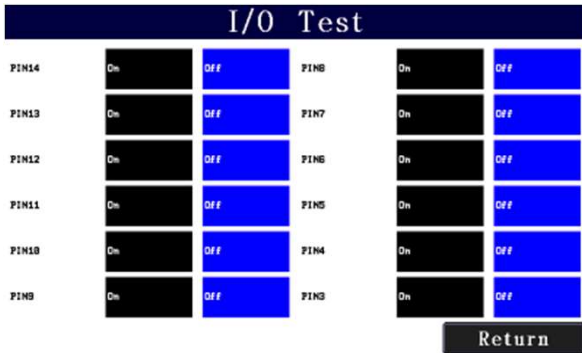 I/O Test
PIN14 On Off PIN8 On Off
PIN13 On Off PIN7 On Off
PIN12 On Off PIN6 On Off
PIN11 On Off PIN5 On Off
PIN10 On Off PIN4 On Off
PIN9 On Off PIN3 On Off
Return